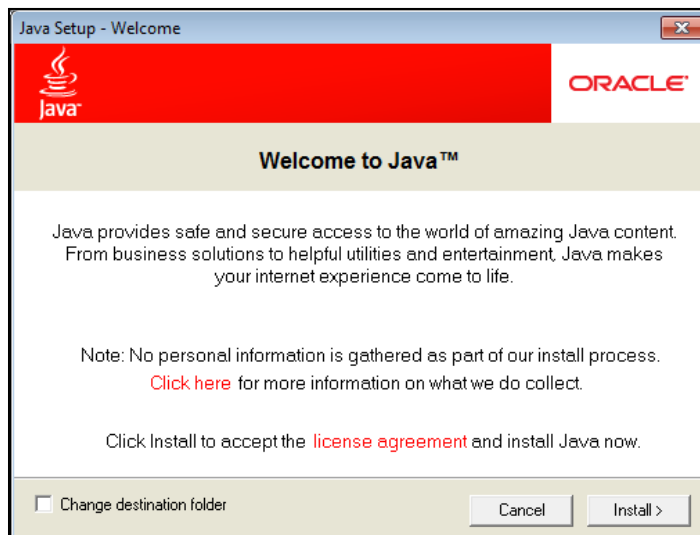 Java Setup - Welcome
Java™
ORACLE®
Welcome to Java™
Java provides safe and secure access to the world of amazing Java content.
From business solutions to helpful utilities and entertainment, Java makes
your internet experience come to life.
Note: No personal information is gathered as part of our install process.
Click here for more information on what we do collect.
Click Install to accept the license agreement and install Java now.
Change destination folder
Cancel
Install >